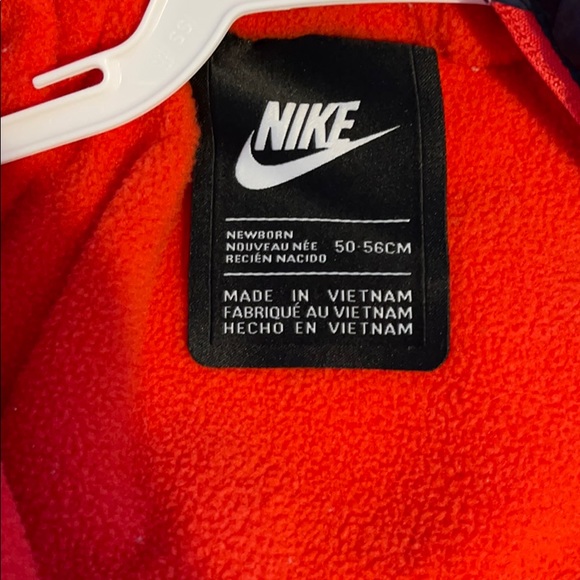 NIKE
NEWBORN
NOUVEAU NÉE 50-56CM
RECIÉN NACIDO
MADE IN VIETNAM
FABRIQUÉ AU VIETNAM
HECHO EN VIETNAM